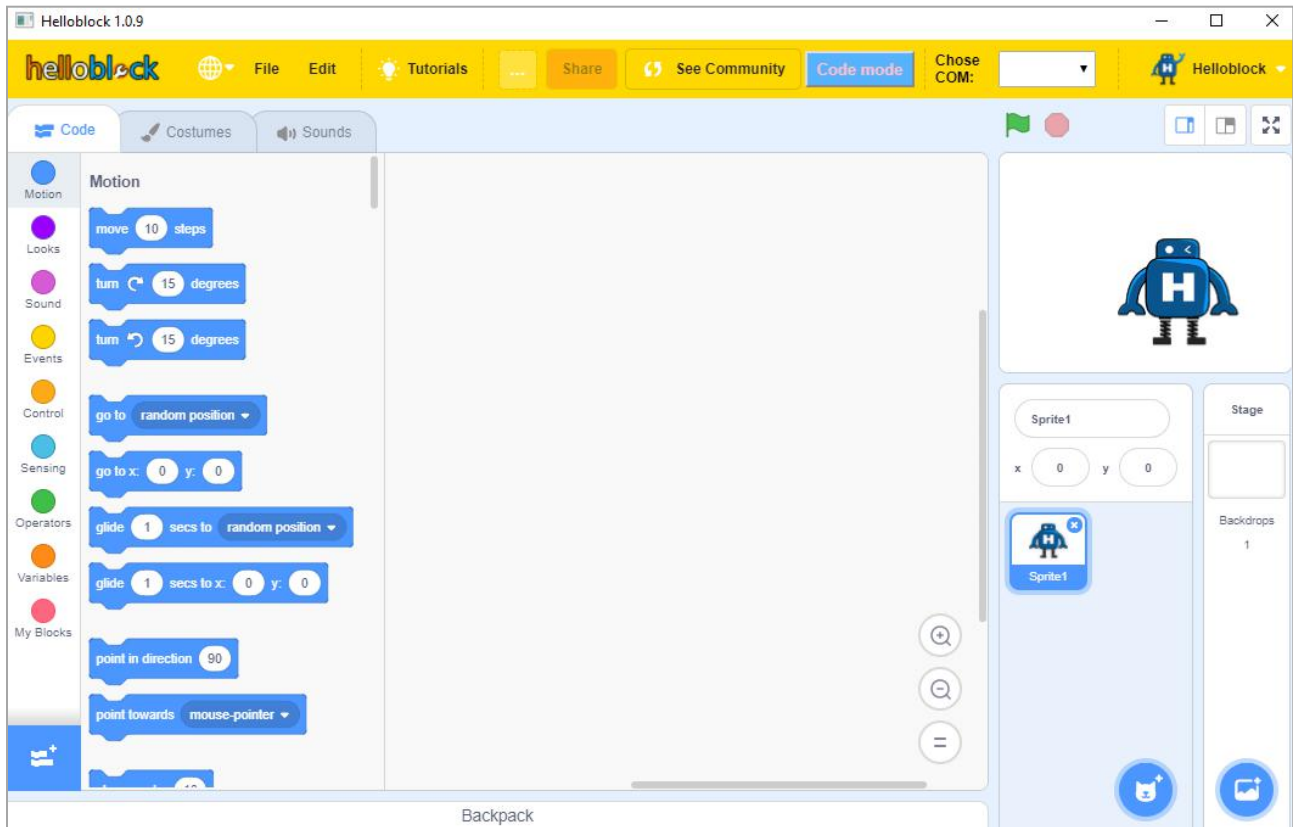 Helloblock 1.0.9
helloblock File Edit Tutorials ... Share See Community Code mode Chose COM: Helloblock
Code Costumes Sounds
Motion
Looks
Sound
Events
Control
Sensing
Operators
Variables
My Blocks
Motion
move 10 steps
turn 15 degrees
turn 15 degrees
go to random position
go to x: 0 y: 0
glide 1 secs to random position
glide 1 secs to x: 0 y: 0
point in direction 90
point towards mouse-pointer
H
Sprite1
x 0 y 0
H
Sprite1
Stage
Backdrops
1
Backpack